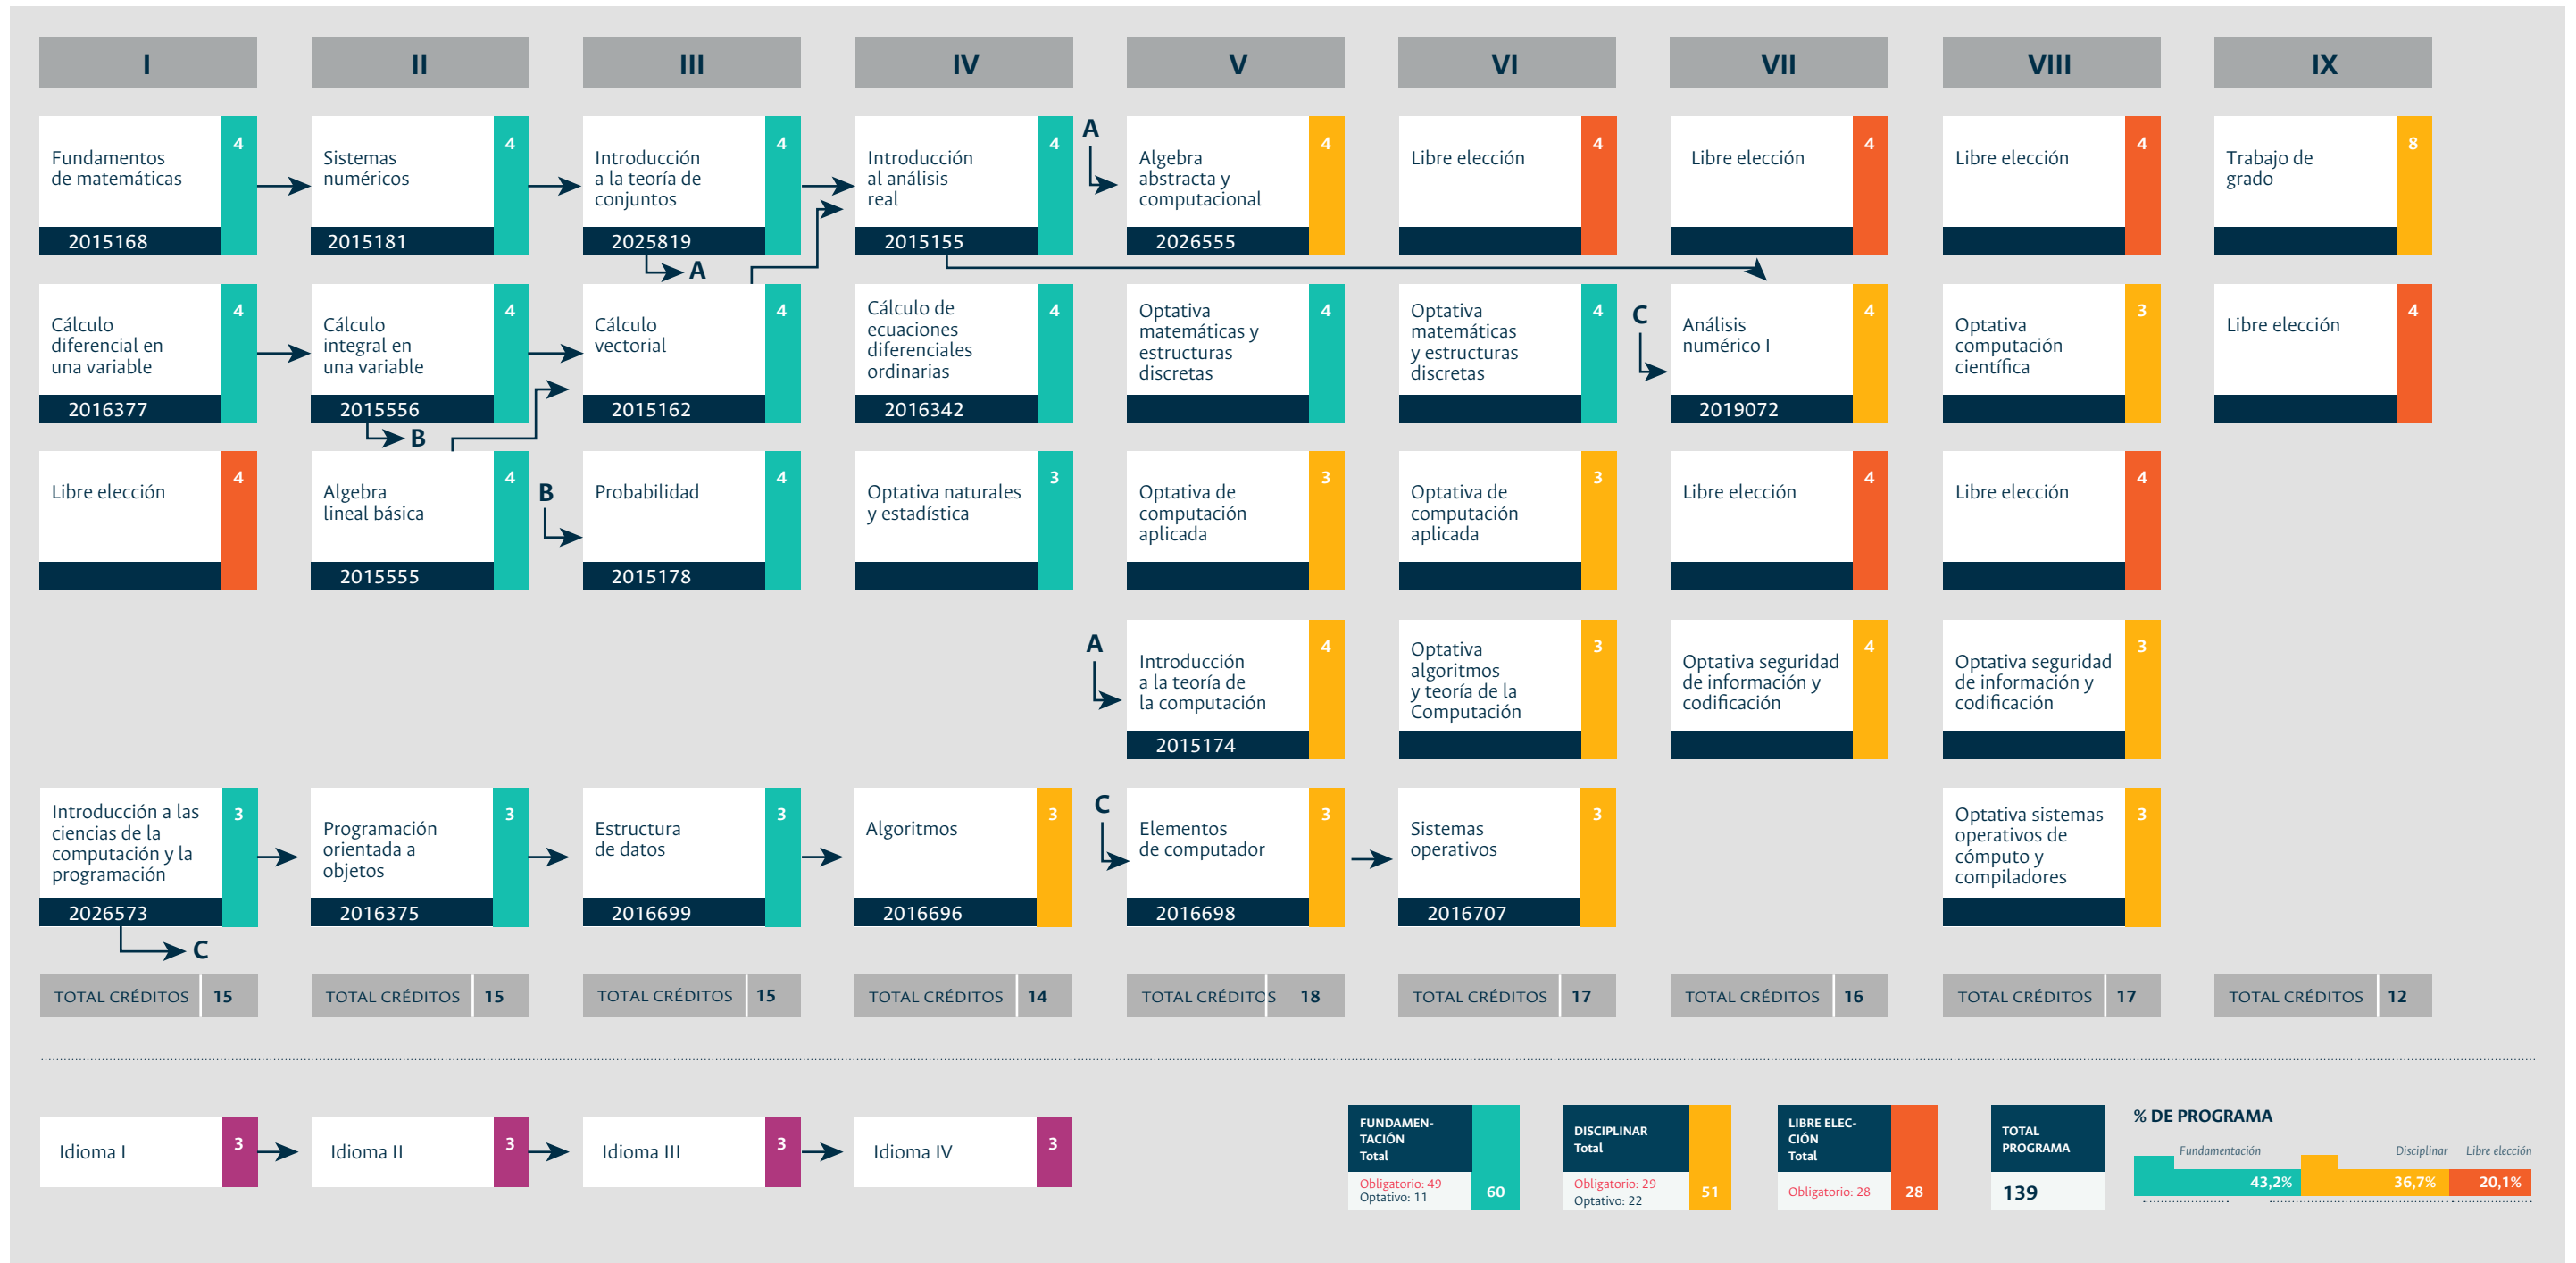 I
II
III
IV
V
VI
VII
VIII
IX
Fundamentos
de matemáticas
4
2015168
Sistemas
numéricos
4
2015181
Introducción
a la teoría de
conjuntos
4
2025819
A
Introducción
al análisis
real
4
2015155
A
Algebra
abstracta y
computacional
4
2026555
Libre elección
4
Libre elección
4
Libre elección
4
Trabajo de
grado
8
Cálculo
diferencial en
una variable
4
2016377
Cálculo
integral en
una variable
4
2015556
B
Cálculo
vectorial
4
2015162
Cálculo de
ecuaciones
diferenciales
ordinarias
4
2016342
Optativa
matemáticas y
estructuras
discretas
4
Optativa
matemáticas
y estructuras
discretas
4
C
Análisis
numérico I
4
2019072
Optativa
computación
científica
3
Libre elección
4
Libre elección
4
Algebra
lineal básica
4
2015555
B
Probabilidad
4
2015178
Optativa naturales
y estadística
3
Optativa de
computación
aplicada
3
Optativa de
computación
aplicada
3
Libre elección
4
Libre elección
4
A
Introducción
a la teoría de
la computación
4
2015174
Optativa
algoritmos
y teoría de la
Computación
3
Optativa seguridad
de información y
codificación
4
Optativa seguridad
de información y
codificación
3
Introducción a las
ciencias de la
computación y la
programación
3
2026573
C
Programación
orientada a
objetos
3
2016375
Estructura
de datos
3
2016699
Algoritmos
3
2016696
C
Elementos
de computador
3
2016698
Sistemas
operativos
3
2016707
Optativa sistemas
operativos de
cómputo y
compiladores
3
TOTAL CRÉDITOS 15
TOTAL CRÉDITOS 15
TOTAL CRÉDITOS 15
TOTAL CRÉDITOS 14
TOTAL CRÉDITOS 18
TOTAL CRÉDITOS 17
TOTAL CRÉDITOS 16
TOTAL CRÉDITOS 17
TOTAL CRÉDITOS 12
Idioma I 3
Idioma II 3
Idioma III 3
Idioma IV 3
FUNDAMEN-
TACIÓN
Total
Obligatorio: 49
Optativo: 11
60
DISCIPLINAR
Total
Obligatorio: 29
Optativo: 22
51
LIBRE ELEC-
CIÓN
Total
Obligatorio: 28
28
TOTAL
PROGRAMA
139
% DE PROGRAMA
Fundamentación Disciplinar Libre elección
43,2% 36,7% 20,1%